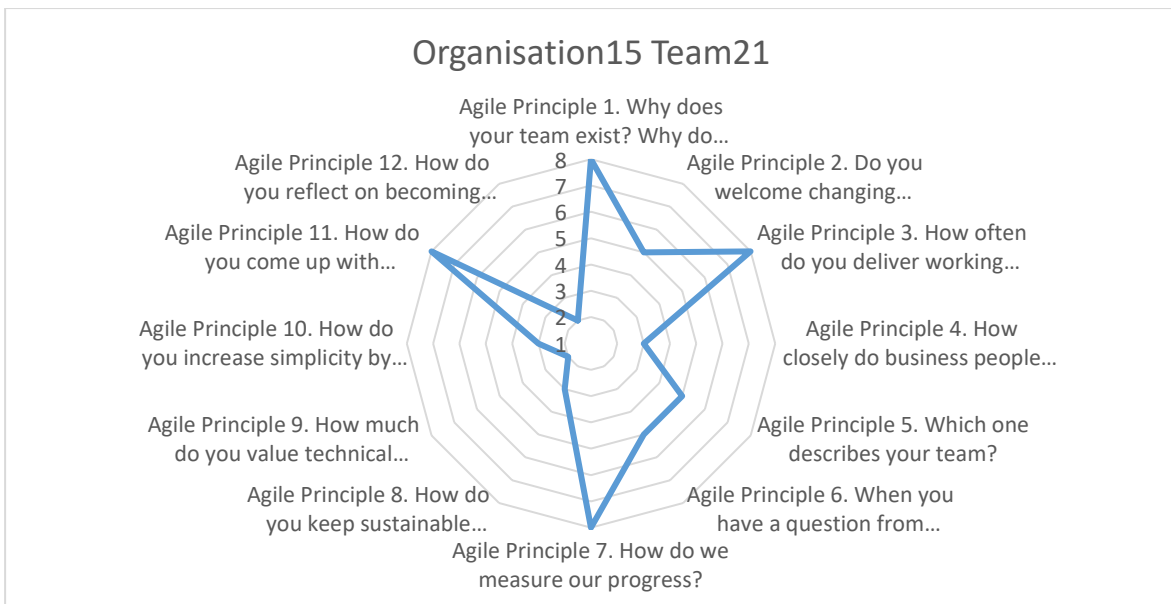 Organisation15 Team21
Agile Principle 1. Why does
your team exist? Why do...
Agile Principle 2. Do you
welcome changing...
Agile Principle 3. How often
do you deliver working...
Agile Principle 4. How
closely do business people...
Agile Principle 5. Which one
describes your team?
Agile Principle 6. When you
have a question from...
Agile Principle 7. How do we
measure our progress?
Agile Principle 8. How do
you keep sustainable...
Agile Principle 9. How much
do you value technical...
Agile Principle 10. How do
you increase simplicity by...
Agile Principle 11. How do
you come up with...
Agile Principle 12. How do
you reflect on becoming...
8
7
6
5
4
3
2
1